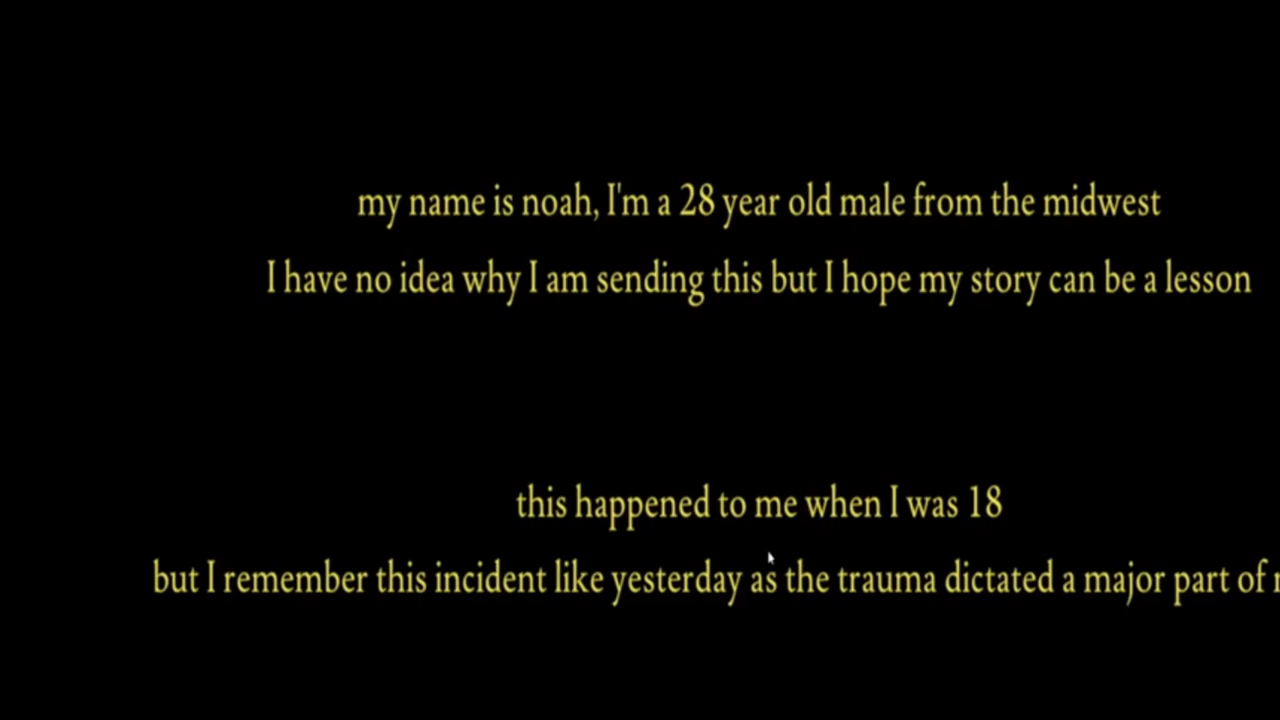 my name is noah, I'm a 28 year old male from the midwest
I have no idea why I am sending this but I hope my story can be a lesson
this happened to me when I was 18
but I remember this incident like yesterday as the trauma dictated a major part of